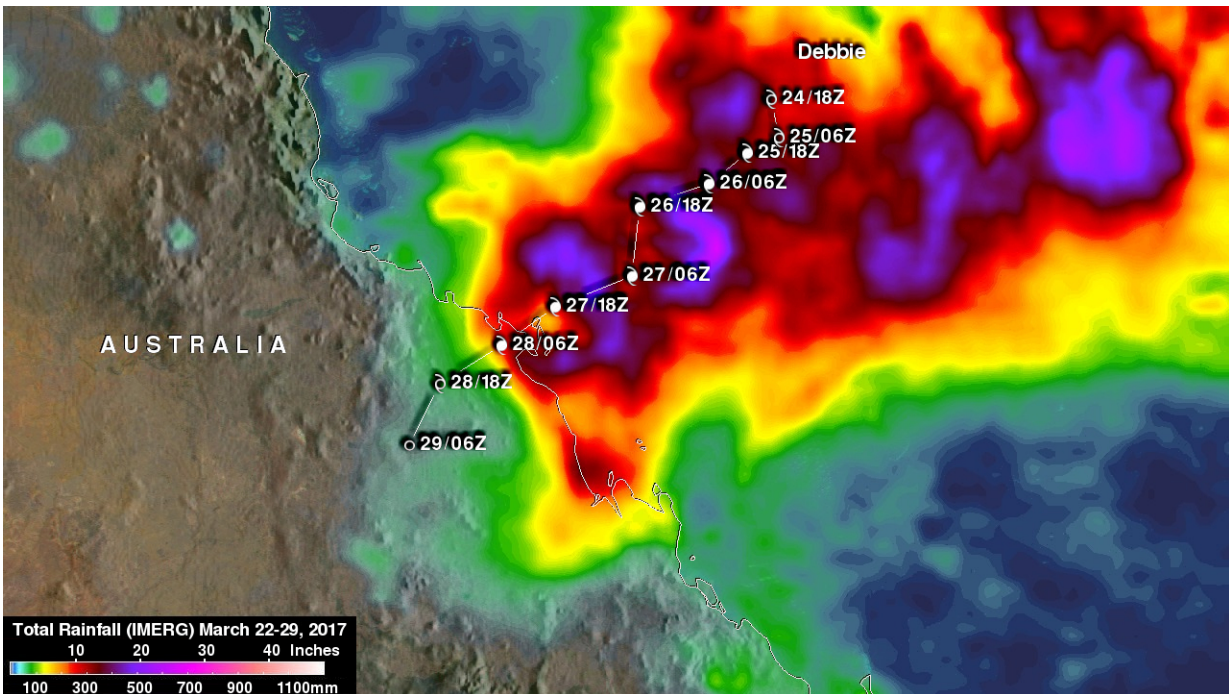 Debbie
24/18Z
25/06Z
25/18Z
26/06Z
26/18Z
27/06Z
27/18Z
28/06Z
AUSTRALIA
28/18Z
29/06Z
Total Rainfall (IMERG) March 22-29, 2017
10 20 30 40 Inches
100 300 500 700 900 1100mm